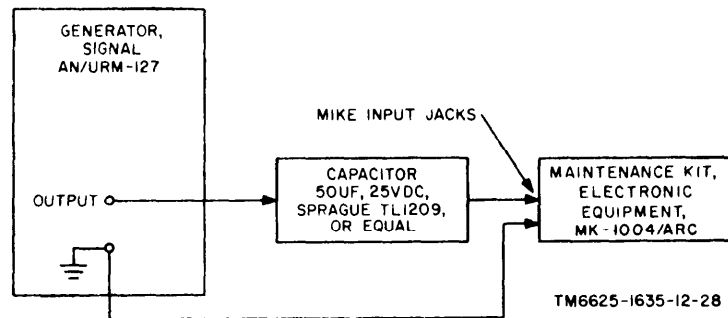 GENERATOR,
SIGNAL
AN/URM-127
MIKE INPUT JACKS
OUTPUT
CAPACITOR
50UF, 25VDC,
SPRAGUE TL1209,
OR EQUAL
MAINTENANCE KIT,
ELECTRONIC
EQUIPMENT,
MK-1004/ARC
TM6625-1635-12-28